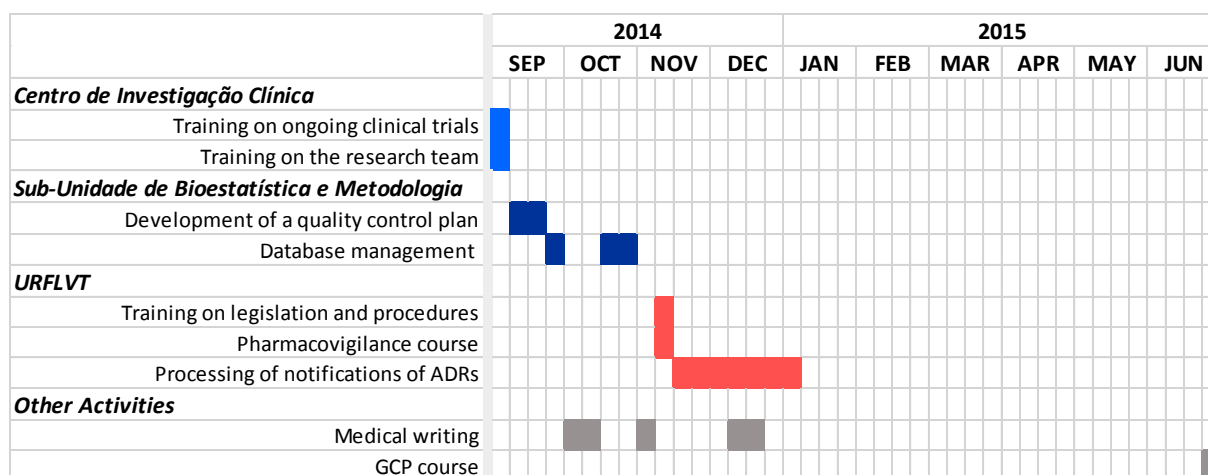 2014 2015
SEP OCT NOV DEC JAN FEB MAR APR MAY JUN
Centro de Investigação Clínica
Training on ongoing clinical trials
Training on the research team
Sub-Unidade de Bioestatística e Metodologia
Development of a quality control plan
Database management
URFLVT
Training on legislation and procedures
Pharmacovigilance course
Processing of notifications of ADRs
Other Activities
Medical writing
GCP course